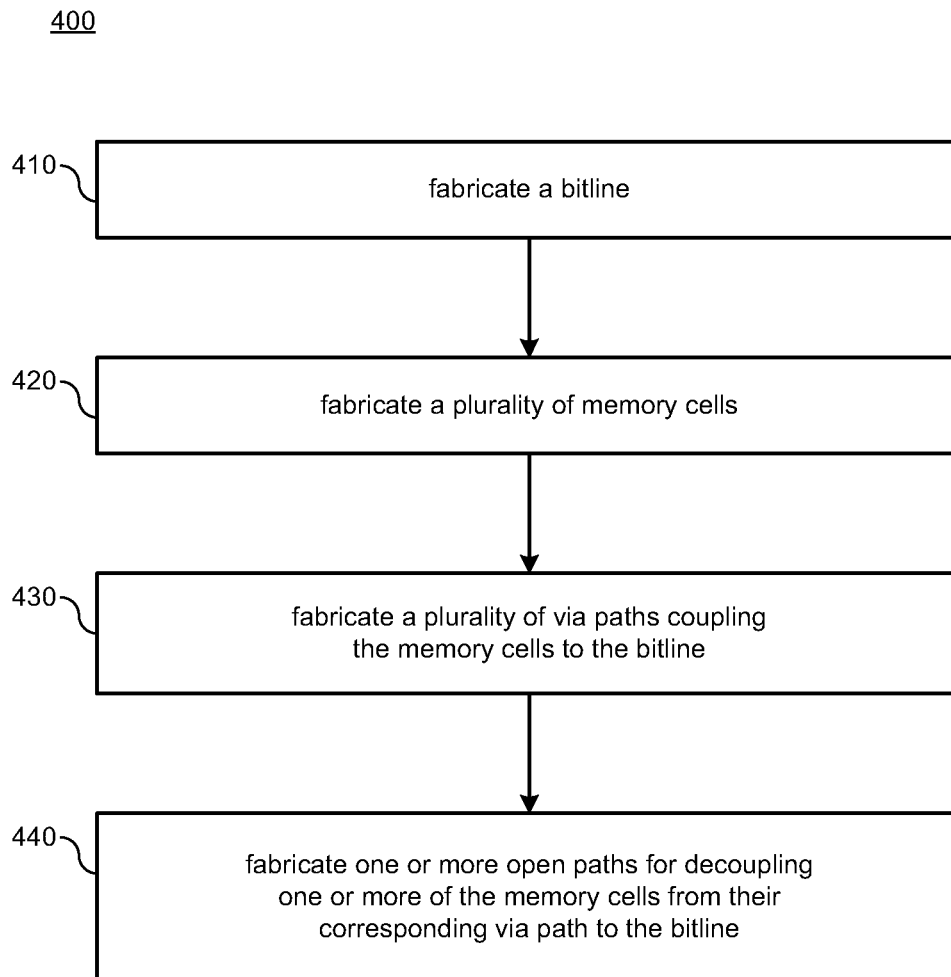 400
410
fabricate a bitline
420
fabricate a plurality of memory cells
430
fabricate a plurality of via paths coupling
the memory cells to the bitline
440
fabricate one or more open paths for decoupling
one or more of the memory cells from their
corresponding via path to the bitline